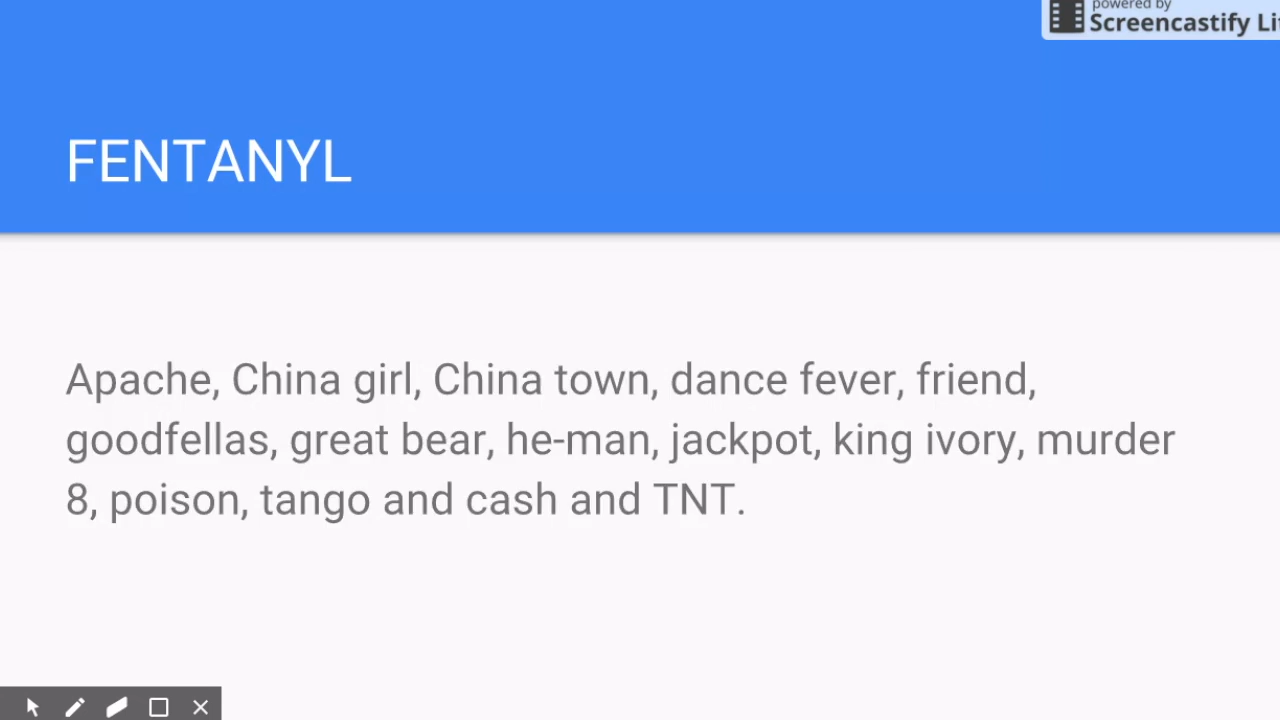 powered by
Screencastify
FENTANYL
Apache, China girl, China town, dance fever, friend,
goodfellas, great bear, he-man, jackpot, king ivory, murder
8, poison, tango and cash and TNT.